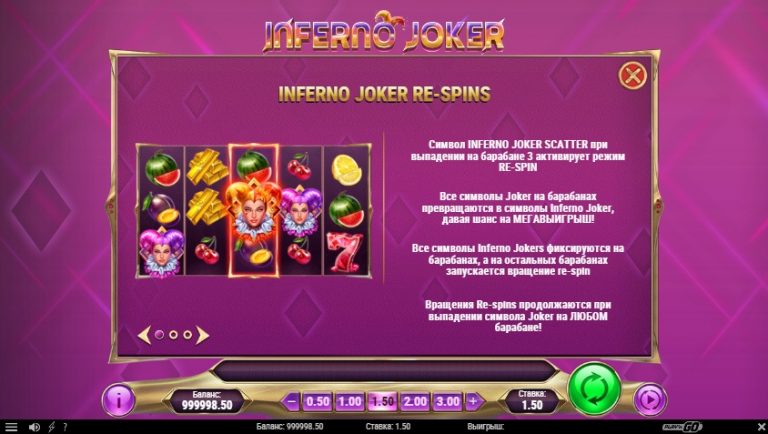 INFERNO JOKER
INFERNO JOKER RE-SPINS
Символ INFERNO JOKER SCATTER при
выпадении на барабане 3 активирует режим
RE-SPIN
Все символы Joker на барабанах
превращаются в символы Inferno Joker,
давая шанс на МЕГАВЫИГРЫШ!
Все символы Inferno Jokers фиксируются на
барабанах, а на остальных барабанах
запускается вращение re-spin
Вращения Re-spins продолжаются при
выпадении символа Joker на ЛЮБОМ
барабане!
Баланс:
999998.50
− 0.50 1.00 1.50 2.00 3.00 +
Ставка:
1.50
Баланс: 999998.50 Ставка: 1.50 Выигрыш: PLAY'N GO